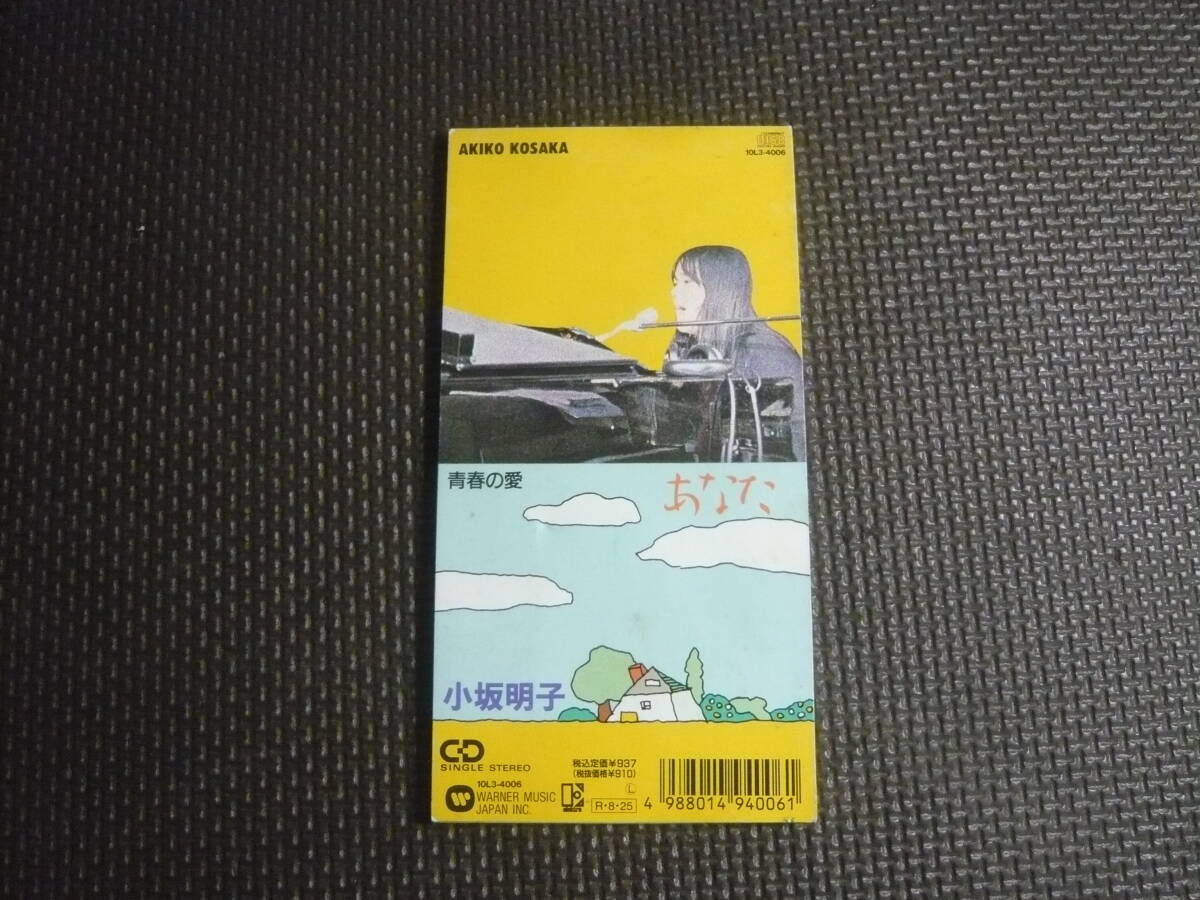 AKIKO KOSAKA
10L3-4006
青春の愛
あなた
小坂明子
CD
SINGLE STEREO
税込定価¥937
(税抜価格¥910)
10L3-4006
WARNER MUSIC
JAPAN INC.
L
R・8・25
4 988014 940061